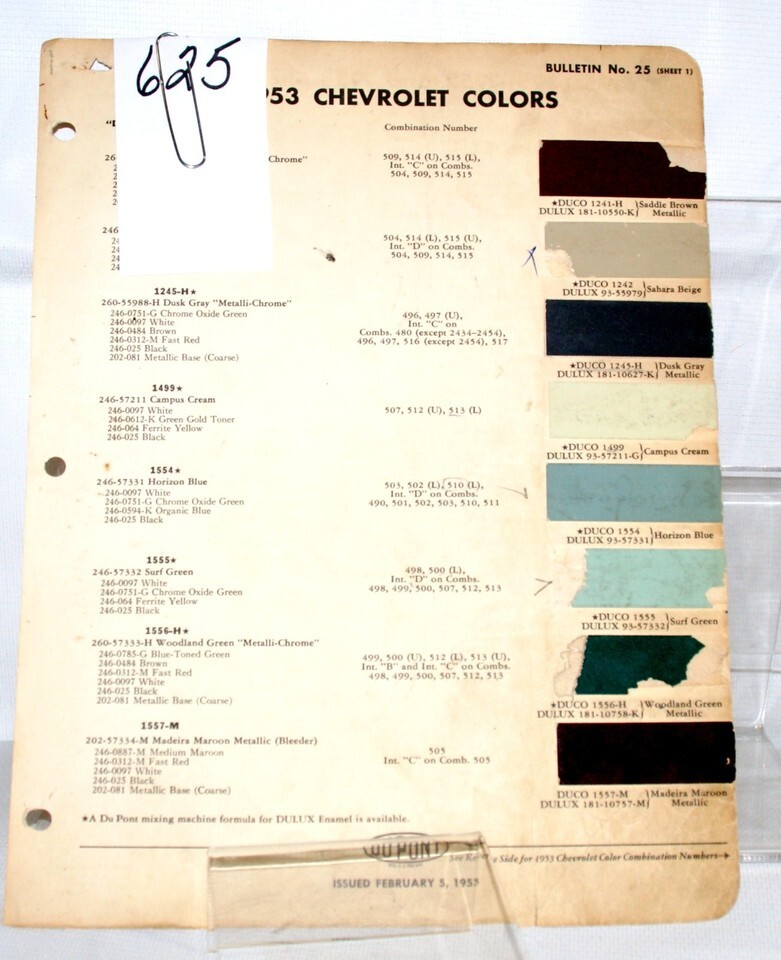 625
BULLETIN No. 25 (SHEET 1)
53 CHEVROLET COLORS
Combination Number
Chrome"
509, 514 (U), 515 (L),
Int. "C" on Combs.
504, 509, 514, 515
★DUCO 1241-H Saddle Brown
DULUX 181-10550-K Metallic
246
504, 514 (L), 515 (U),
Int. "D" on Combs.
504, 509, 514, 515
★DUCO 1242
DULUX 93-55979 Sahara Beige
1245-H★
260-55988-H Dusk Gray "Metalli-Chrome"
246-0751-G Chrome Oxide Green
246-0097 White
246-0484 Brown
246-0312-M Fast Red
246-025 Black
202-081 Metallic Base (Coarse)
496, 497 (U),
Int. "C" on
Combs. 480 (except 2434-2454),
496, 497, 516 (except 2454), 517
★DUCO 1245-H Dusk Gray
DULUX 181-10627-K Metallic
1499★
246-57211 Campus Cream
246-0097 White
246-0612-K Green Gold Toner
246-064 Ferrite Yellow
246-025 Black
507, 512 (U), 513 (L)
★DUCO 1499
DULUX 93-57211-G Campus Cream
1554★
246-57331 Horizon Blue
246-0097 White
246-0751-G Chrome Oxide Green
246-0594-K Organic Blue
246-025 Black
503, 502 (L), 510 (L),
Int. "D" on Combs.
490, 501, 502, 503, 510, 511
★DUCO 1554
DULUX 93-57331 Horizon Blue
1555★
246-57332 Surf Green
246-0097 White
246-0751-G Chrome Oxide Green
246-064 Ferrite Yellow
246-025 Black
498, 500 (L),
Int. "D" on Combs.
498, 499, 500, 507, 512, 513
★DUCO 1555
DULUX 93-57332 Surf Green
1556-H★
260-57333-H Woodland Green "Metalli-Chrome"
246-0785-G Blue-Toned Green
246-0484 Brown
246-0312-M Fast Red
246-0097 White
246-025 Black
202-081 Metallic Base (Coarse)
499, 500 (U), 512 (L), 513 (U),
Int. "B" and Int. "C" on Combs.
498, 499, 500, 507, 512, 513
★DUCO 1556-H Woodland Green
DULUX 181-10758-K Metallic
1557-M
202-57334-M Madeira Maroon Metallic (Bleeder)
246-0887-M Medium Maroon
246-0312-M Fast Red
246-0097 White
246-025 Black
202-081 Metallic Base (Coarse)
505
Int. "C" on Comb. 505
DUCO 1557-M Madeira Maroon
DULUX 181-10757-M Metallic
★A Du Pont mixing machine formula for DULUX Enamel is available.
DU PONT
See Reverse Side for 1953 Chevrolet Color Combination Numbers→
ISSUED FEBRUARY 5, 1953